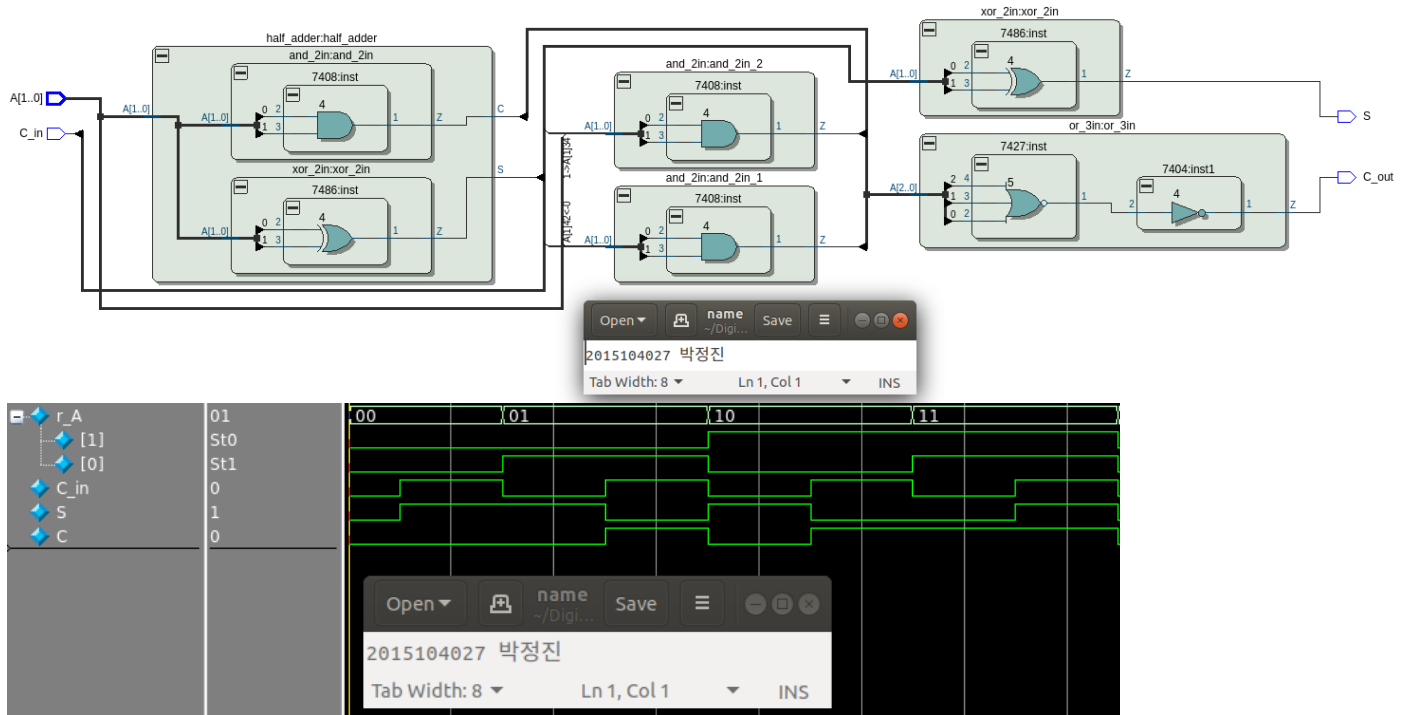 xor_2in:xor_2in
7486:inst
half_adder:half_adder
and_2in:and_2in
7408:inst
A[1..0]
C_in
A[1..0]
A[1..0]
0 2
1 3
4
1
Z
C
xor_2in:xor_2in
7486:inst
A[1..0]
0 2
1 3
4
1
Z
S
1->A[1]34
A[1]42<-0
and_2in:and_2in_2
7408:inst
A[1..0]
0 2
1 3
4
1
Z
and_2in:and_2in_1
7408:inst
A[1..0]
0 2
1 3
4
1
Z
A[1..0]
0 2
1 3
4
1
Z
S
or_3in:or_3in
7427:inst
7404:inst1
A[2..0]
2 4
1 3
0 2
5
1
2
4
1
Z
C_out
Open
name
~/Digi...
Save
2015104027 박정진
Tab Width: 8
Ln 1, Col 1
INS
r_A 01 00 01 10 11
[1] St0
[0] St1
C_in 0
S 1
C 0
Open
name
~/Digi...
Save
2015104027 박정진
Tab Width: 8
Ln 1, Col 1
INS